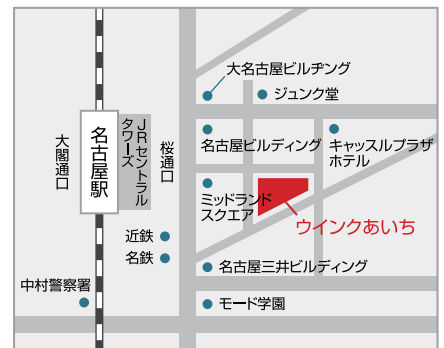 大名古屋ビルヂング
ジュンク堂
名古屋駅
JRセントラル
タワーズ
桜通口
大閣通口
名古屋ビルディング
キャッスルプラザ
ホテル
ミッドランド
スクエア
ウインクあいち
近鉄
名鉄
名古屋三井ビルディング
中村警察署
モード学園